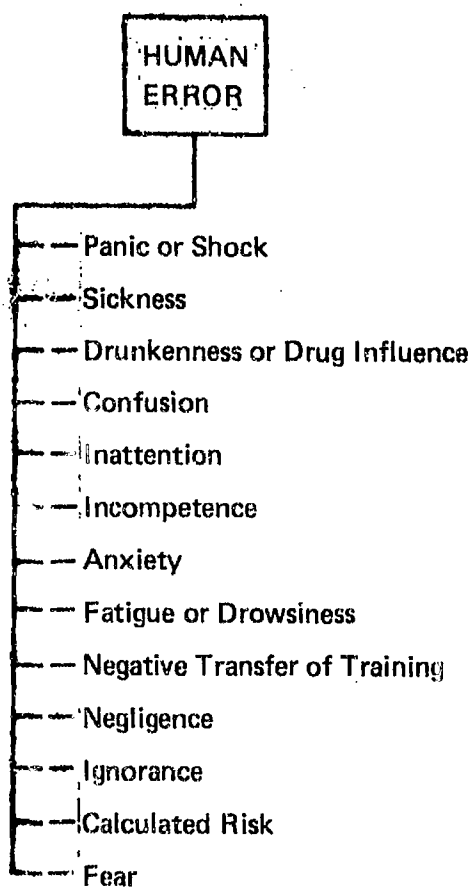 HUMAN
ERROR
Panic or Shock
Sickness
Drunkenness or Drug Influence
Confusion
Inattention
Incompetence
Anxiety
Fatigue or Drowsiness
Negative Transfer of Training
Negligence
Ignorance
Calculated Risk
Fear